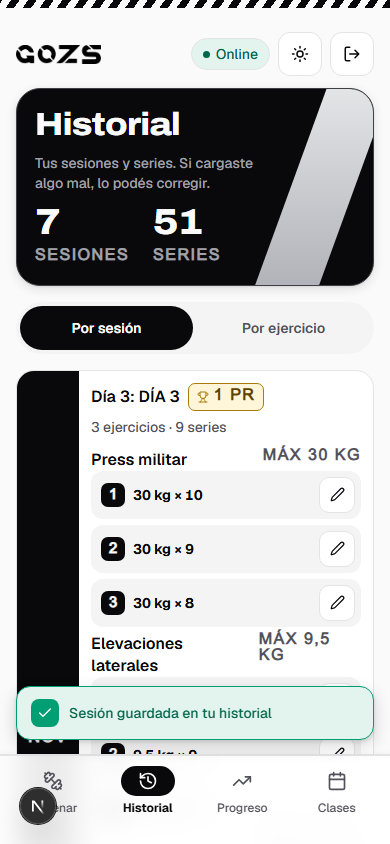 GOZS
Online
Historial
Tus sesiones y series. Si cargaste
algo mal, lo podés corregir.
7 51
SESIONES SERIES
Por sesión Por ejercicio
Día 3: DÍA 3 1 PR
3 ejercicios · 9 series
Press militar MÁX 30 KG
1 30 kg × 10
2 30 kg × 9
3 30 kg × 8
Elevaciones laterales MÁX 9,5 KG
Sesión guardada en tu historial
N
Historial Progreso Clases